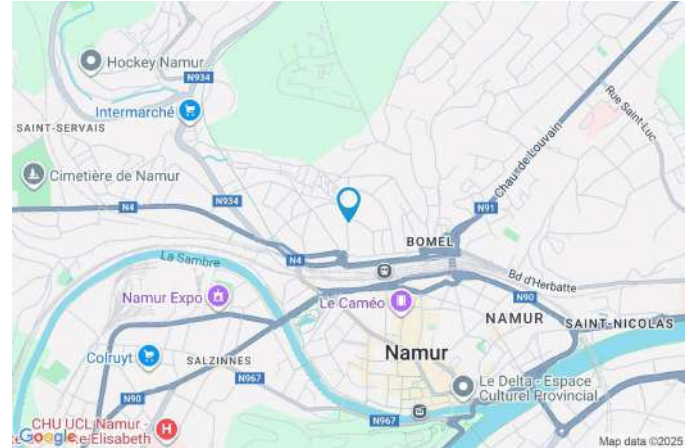 Hockey Navmur
N934
Intermarché
SAINT-SERVAIS
Rue Saint-Luc
Chau. de Louvain
Cimetière de Namur
N934
N4
N91
BOMEL
La Sambre
N4
Bd d'Herbatte
Namur Expo
Le Caméo
N90
NAMUR
SAINT-NICOLAS
Colruyt
SALZINNES
Namur
N967
N90
Le Delta - Espace
Culturel Provincial
CHU UCL Namur -
e Elisabeth
N967
Google
Map data ©2025